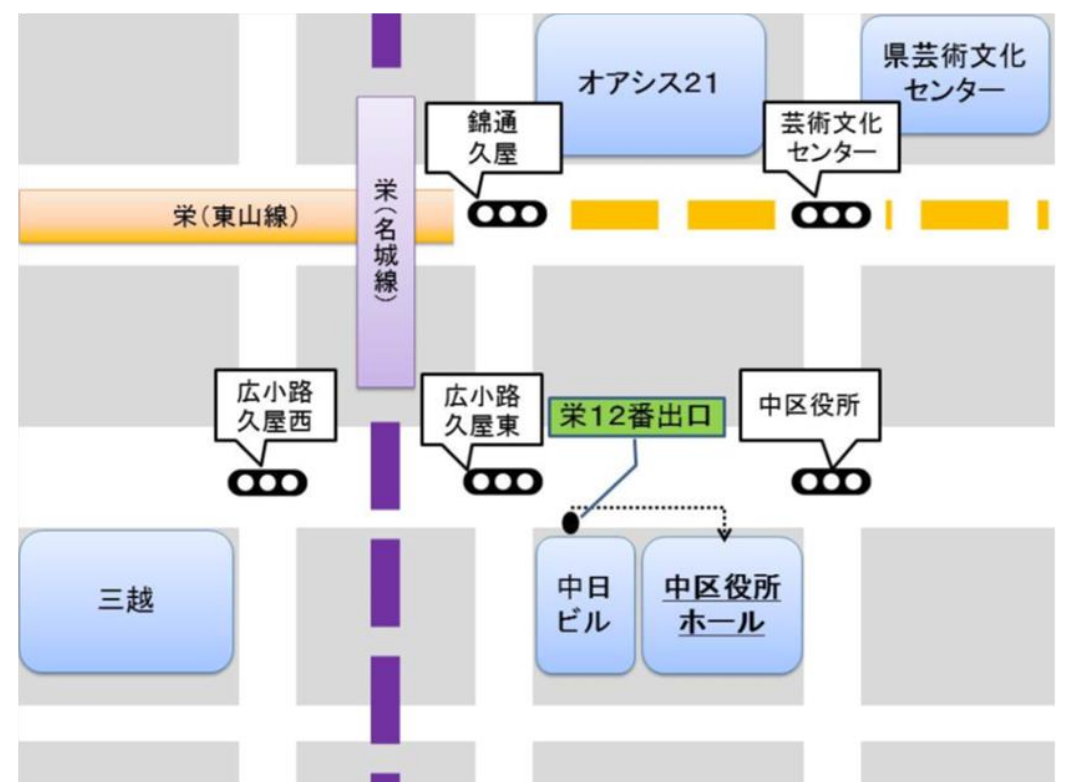 オアシス21
県芸術文化
センター
錦通
久屋
芸術文化
センター
栄(東山線)
栄(名城線)
広小路
久屋西
広小路
久屋東
栄12番出口
中区役所
三越
中日
ビル
中区役所
ホール